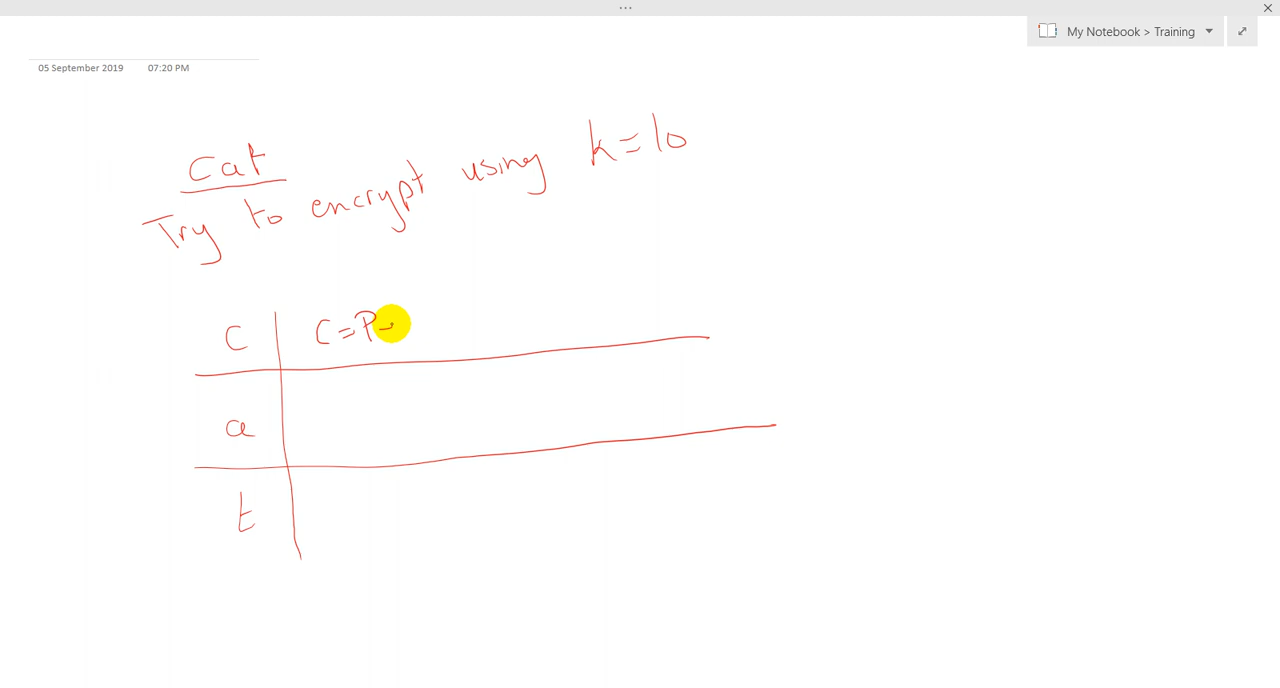 ...
My Notebook > Training
05 September 2019 07:20 PM
Cat
Try to encrypt using k=10
C C=P-
a
t